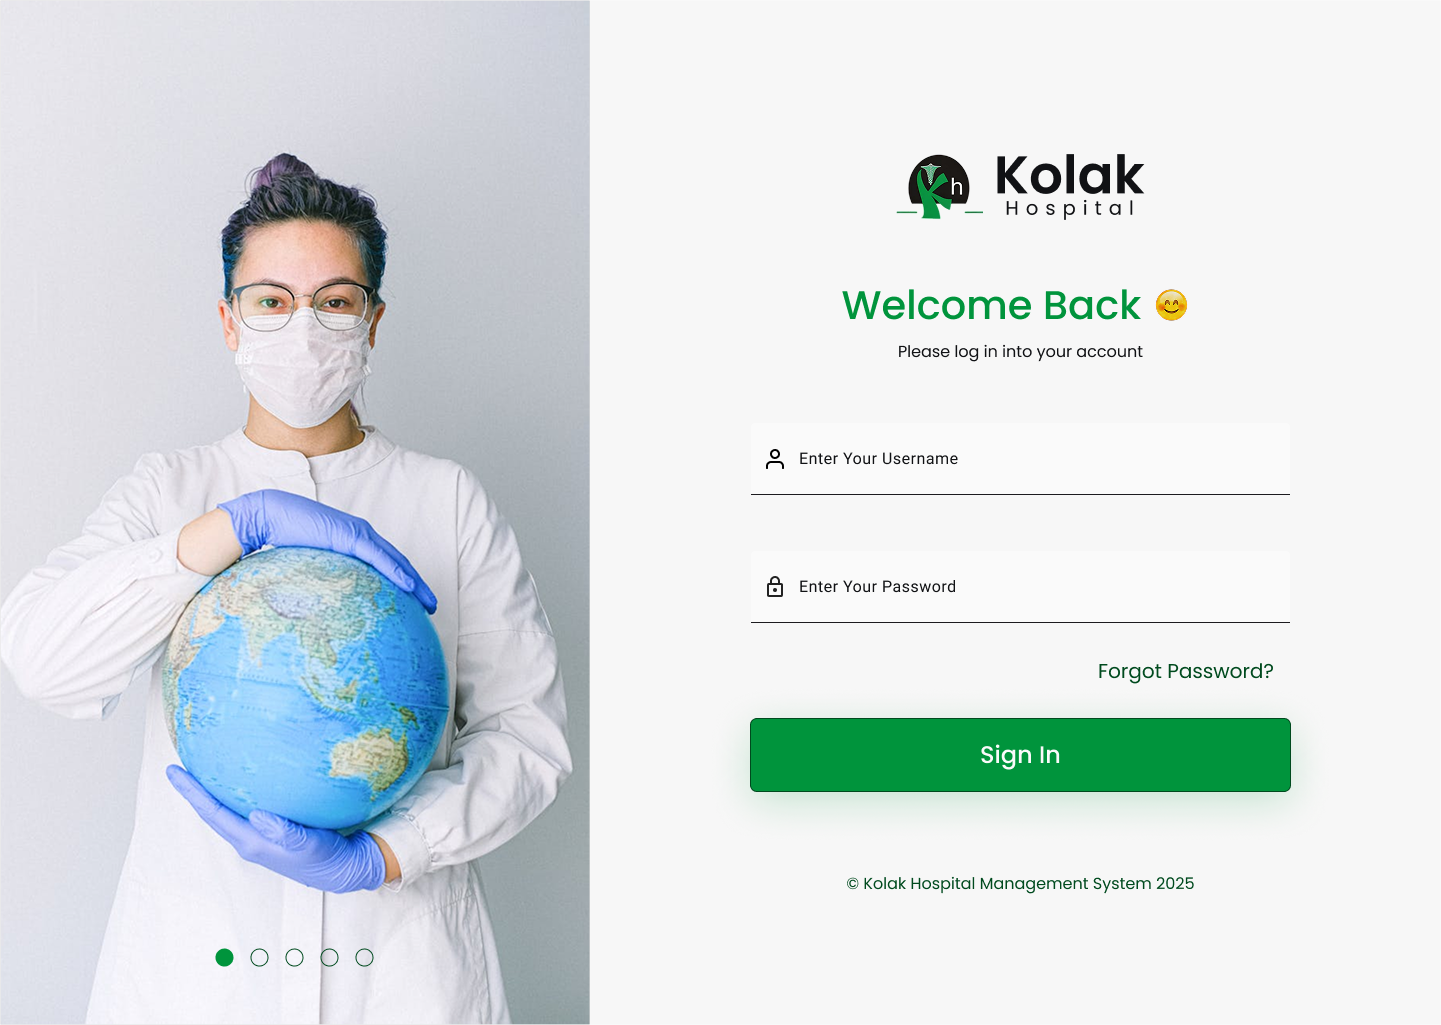 Kh
Kolak
Hospital
Welcome Back 😊
Please log in into your account
Enter Your Username
Enter Your Password
Forgot Password?
Sign In
© Kolak Hospital Management System 2025